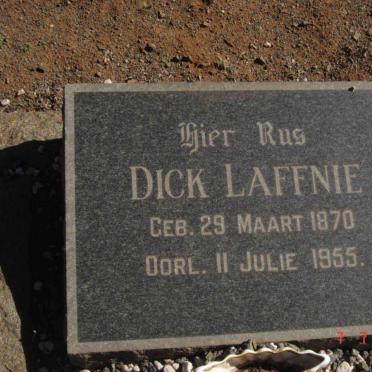 Hier Rus
DICK LAFFNIE
GEB. 29 MAART 1870
OORL. 11 JULIE 1955.